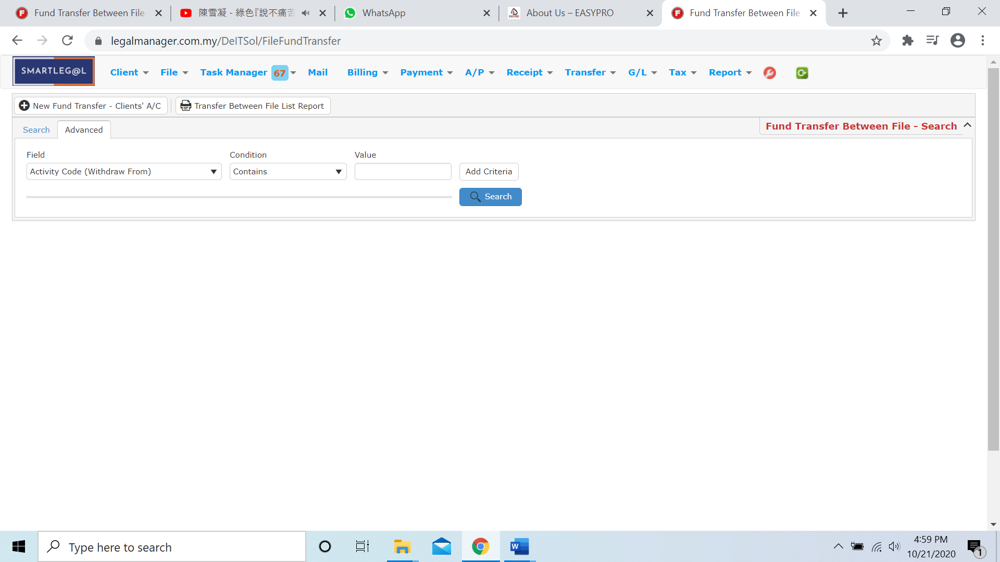 Fund Transfer Between File
陳雪凝 - 綠色『說不痛苦
WhatsApp
About Us – EASYPRO
Fund Transfer Between File
legalmanager.com.my/DeITSol/FileFundTransfer
SMARTLEG@L
Client
File
Task Manager 67
Mail
Billing
Payment
A/P
Receipt
Transfer
G/L
Tax
Report
New Fund Transfer - Clients' A/C
Transfer Between File List Report
Search
Advanced
Fund Transfer Between File - Search
Field
Condition
Value
Activity Code (Withdraw From)
Contains
Add Criteria
Search
Type here to search
4:59 PM
10/21/2020
1